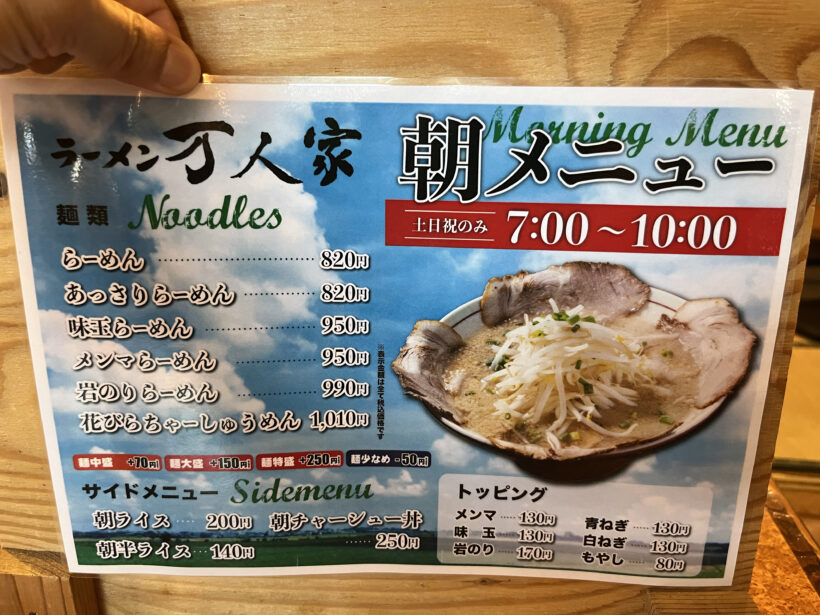 ラーメン万人家
麺類 Noodles
らーめん 820円
あっさりらーめん 820円
味玉らーめん 950円
メンマらーめん 950円
岩のりらーめん 990円
花びらちゃーしゅうめん 1,010円
※表示金額は全て税込価格です
麺中盛 +70円 麺大盛 +150円 麺特盛 +250円 麺少なめ -50円
サイドメニュー Sidemenu
朝ライス 200円
朝半ライス 140円
朝チャーシュー丼 250円
Morning Menu
朝メニュー
土日祝のみ 7:00~10:00
トッピング
メンマ 130円
味玉 130円
岩のり 170円
青ねぎ 130円
白ねぎ 130円
もやし 80円